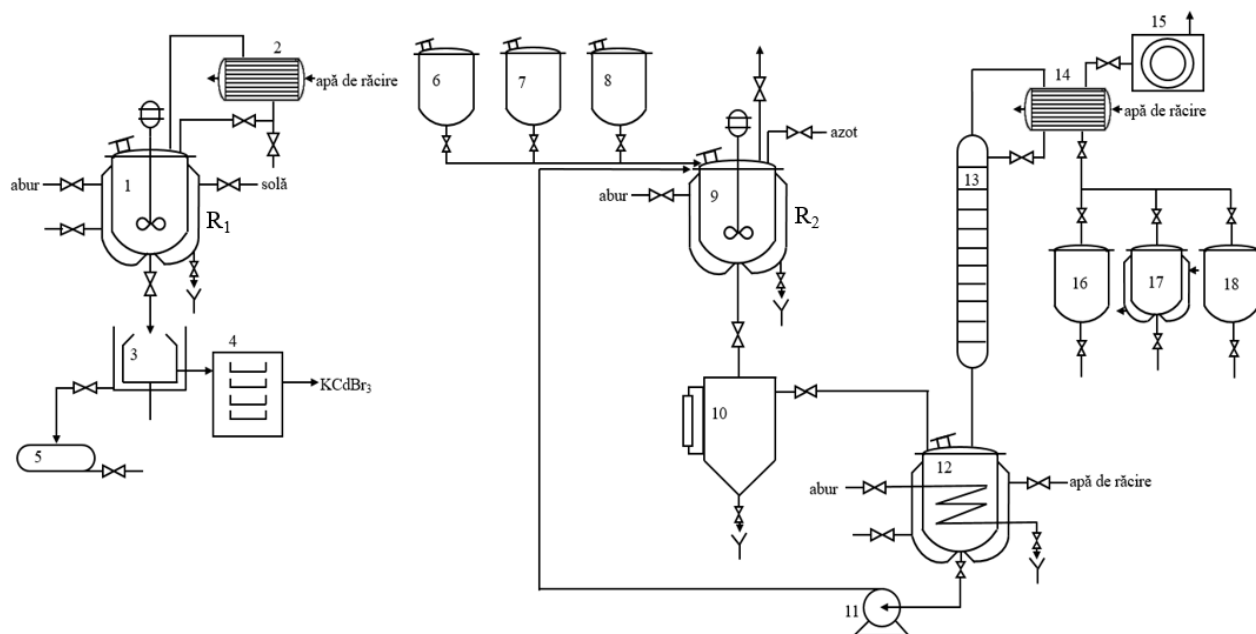 15
2
6
7
8
14
apă de răcire
apă de răcire
azot
1
abur
solă
R1
9
abur
R2
13
16
17
18
3
4
KCdBr3
10
5
12
abur
apă de răcire
11